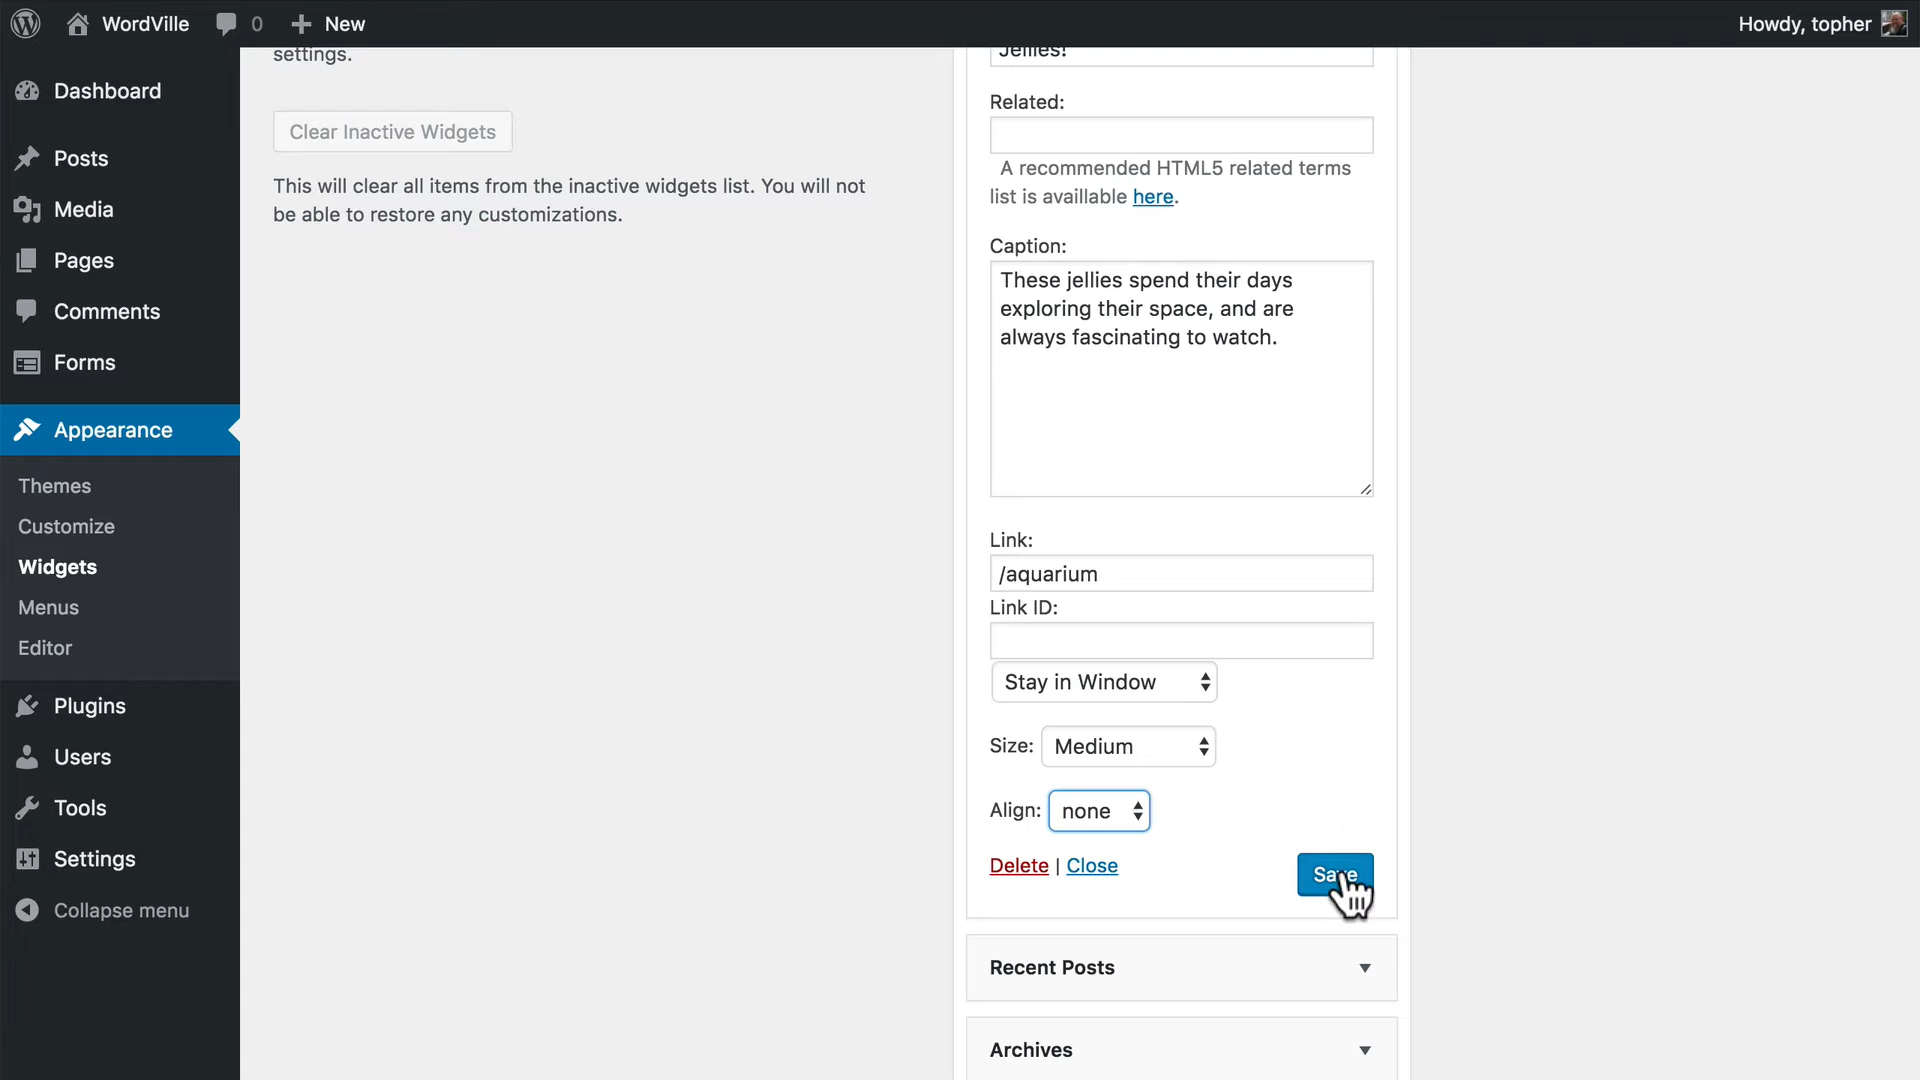 WordVille
0
New
Howdy, topher
Dashboard
Posts
Media
Pages
Comments
Forms
Appearance
Themes
Customize
Widgets
Menus
Editor
Plugins
Users
Tools
Settings
Collapse menu
settings.
Clear Inactive Widgets
This will clear all items from the inactive widgets list. You will not
be able to restore any customizations.
Jellies!
Related:
A recommended HTML5 related terms
list is availlable here.
Caption:
These jellies spend their days
exploring their space, and are
always fascinating to watch.
Link:
/aquarium
Link ID:
Stay in Window
Size: Medium
Align: none
Delete | Close
Save
Recent Posts
Archives